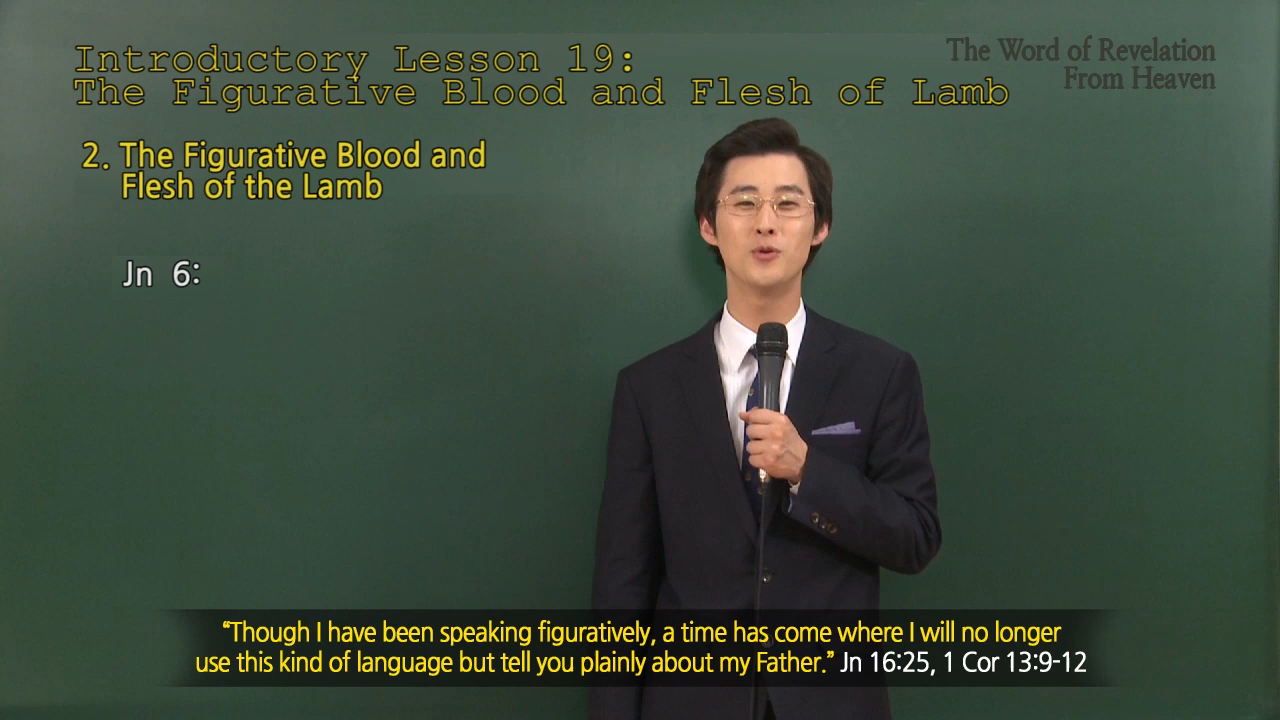 Introductory Lesson 19:
The Figurative Blood and Flesh of Lamb
The Word of Revelation
From Heaven
2. The Figurative Blood and
Flesh of the Lamb
Jn 6:
“Though I have been speaking figuratively, a time has come where I will no longer
use this kind of language but tell you plainly about my Father.” Jn 16:25, 1 Cor 13:9-12